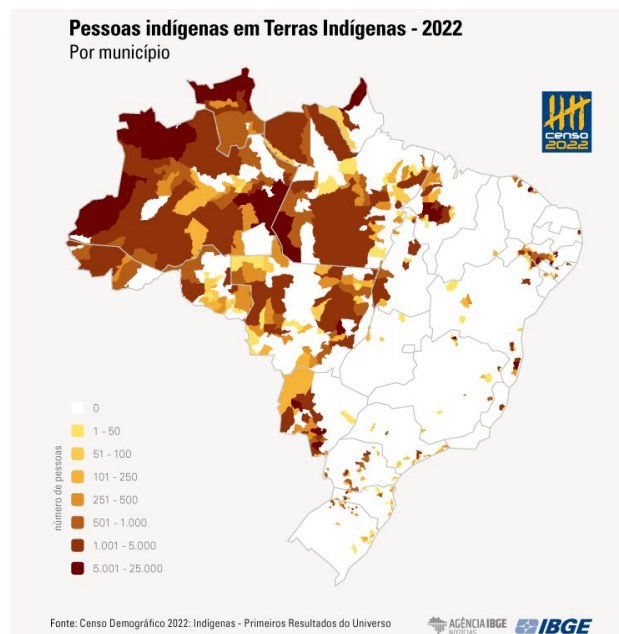 Pessoas indígenas em Terras Indígenas - 2022
Por município
censo
2022
número de pessoas
0
1 - 50
51 - 100
101 - 250
251 - 500
501 - 1.000
1.001 - 5.000
5.001 - 25.000
Fonte: Censo Demográfico 2022: Indígenas - Primeiros Resultados do Universo
AGÊNCIA IBGE
NOTÍCIAS
IBGE